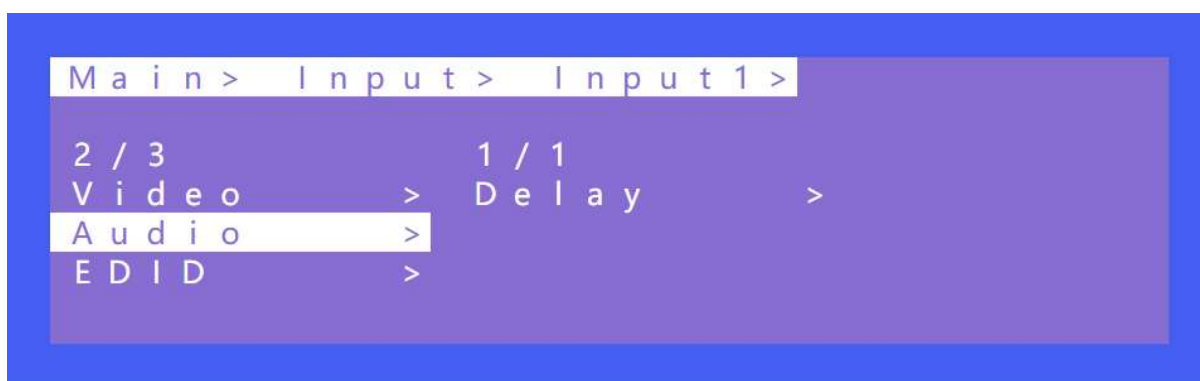 Main> Input> Input1>
2/3 1/1
Video > Delay >
Audio >
EDID >